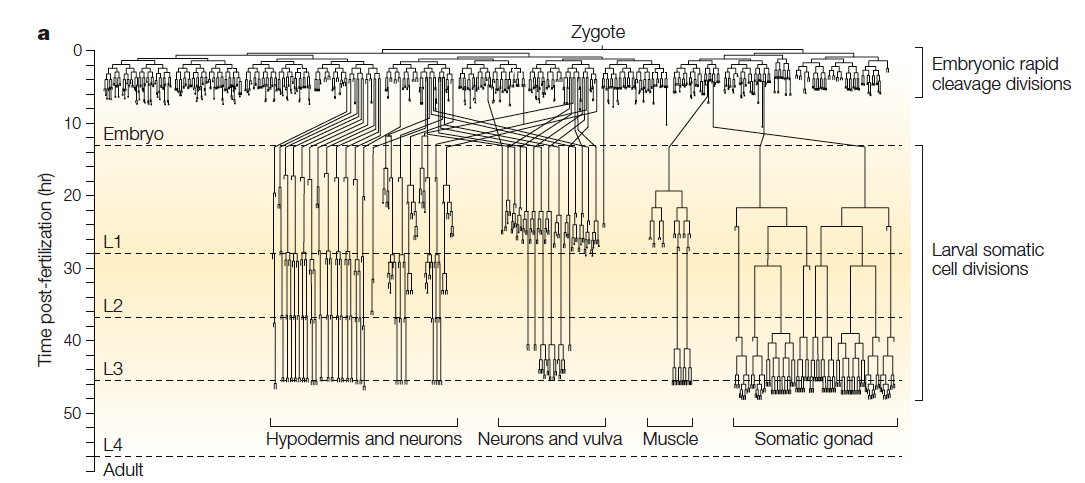 a
Zygote
0
Embryonic rapid
cleavage divisions
10
Embryo
20
L1
30
L2
40
L3
50
L4
Adult
Time post-fertilization (hr)
Larval somatic
cell divisions
Hypodermis and neurons
Neurons and vulva
Muscle
Somatic gonad